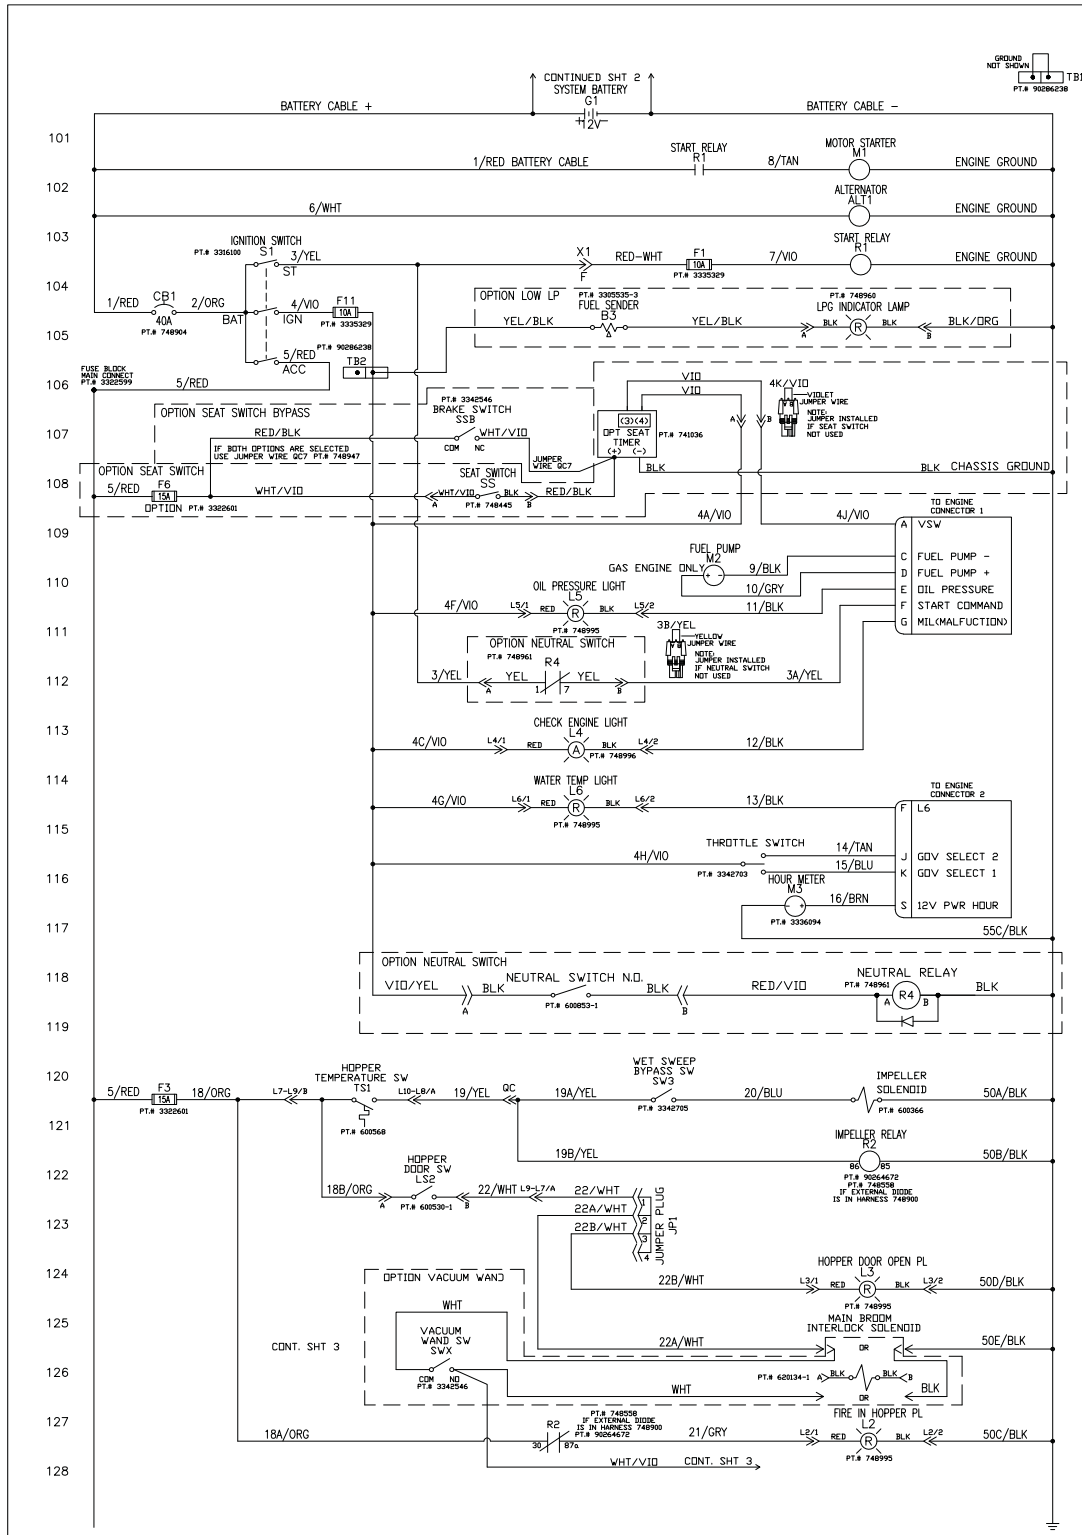 GROUND
NOT SHOWN
TB1
PT.# 90286238
CONTINUED SHT 2
SYSTEM BATTERY
G1
+ -
12V
BATTERY CABLE +
BATTERY CABLE -
101
MOTOR STARTER
M1
START RELAY
R1
1/RED BATTERY CABLE
8/TAN
ENGINE GROUND
102
ALTERNATOR
ALT1
6/WHT
ENGINE GROUND
103
IGNITION SWITCH
PT.# 3316100
S1
3/YEL
ST
X1
F
RED-WHT
F1
10A
PT.# 3335329
7/VIO
START RELAY
R1
ENGINE GROUND
104
1/RED
CB1
40A
PT.# 748904
2/ORG
BAT
4/VIO
IGN
F11
10A
PT.# 3335329
OPTION LOW LP
PT.# 3305535-3
FUEL SENDER
B3
YEL/BLK
YEL/BLK
PT.# 748960
LPG INDICATOR LAMP
A
BLK
R
BLK
B
BLK/ORG
105
5/RED
ACC
PT.# 90286238
TB2
FUSE BLOCK
MAIN CONNECT
PT.# 3322599
106
5/RED
VIO
VIO
4K/VIO
VIOLET
JUMPER WIRE
NOTE:
JUMPER INSTALLED
IF SEAT SWITCH
NOT USED
A
B
OPTION SEAT SWITCH BYPASS
PT.# 3342546
BRAKE SWITCH
SSB
(3)(4)
OPT SEAT
TIMER
(+) (-)
PT.# 741036
107
RED/BLK
WHT/VIO
COM NC
IF BOTH OPTIONS ARE SELECTED
USE JUMPER WIRE QC7 PT.# 748947
JUMPER
WIRE QC7
BLK
BLK
CHASSIS GROUND
108
OPTION SEAT SWITCH
5/RED
F6
15A
OPTION PT.# 3322601
WHT/VIO
SEAT SWITCH
SS
A
WHT/VIO
BLK
B
PT.# 748445
RED/BLK
109
4A/VIO
4J/VIO
TO ENGINE
CONNECTOR 1
A VSW
C FUEL PUMP -
D FUEL PUMP +
E OIL PRESSURE
F START COMMAND
G MIL(MALFUCTION)
110
FUEL PUMP
M2
GAS ENGINE ONLY
+ -
9/BLK
10/GRY
OIL PRESSURE LIGHT
L5
4F/VIO
L5/1
RED
R
BLK
L5/2
11/BLK
PT.# 748995
111
OPTION NEUTRAL SWITCH
PT.# 748961
3B/YEL
YELLOW
JUMPER WIRE
NOTE:
JUMPER INSTALLED
IF NEUTRAL SWITCH
NOT USED
112
3/YEL
A
YEL
R4
1
7
YEL
B
3A/YEL
113
CHECK ENGINE LIGHT
L4
4C/VIO
L4/1
RED
A
BLK
L4/2
PT.# 748996
12/BLK
114
WATER TEMP LIGHT
L6
4G/VIO
L6/1
RED
R
BLK
L6/2
PT.# 748995
13/BLK
TO ENGINE
CONNECTOR 2
F L6
J GOV SELECT 2
K GOV SELECT 1
S 12V PWR HOUR
115
THROTTLE SWITCH
4H/VIO
PT.# 3342703
14/TAN
15/BLU
116
HOUR METER
M3
- +
PT.# 3336094
16/BRN
117
55C/BLK
OPTION NEUTRAL SWITCH
118
VIO/YEL
A
BLK
NEUTRAL SWITCH N.O.
PT.# 600853-1
BLK
B
RED/VIO
NEUTRAL RELAY
PT.# 748961
A
R4
B
BLK
119
120
5/RED
F3
15A
PT.# 3322601
18/ORG
L7-L9/B
HOPPER
TEMPERATURE SW
TS1
PT.# 600568
L10-L8/A
19/YEL
QC
19A/YEL
WET SWEEP
BYPASS SW
SW3
PT.# 3342705
20/BLU
IMPELLER
SOLENOID
PT.# 600366
50A/BLK
121
19B/YEL
IMPELLER RELAY
R2
86
85
PT.# 90264672
PT.# 748558
IF EXTERNAL DIODE
IS IN HARNESS 748900
50B/BLK
122
18B/ORG
A
HOPPER
DOOR SW
LS2
PT.# 600530-1
B
22/WHT
L9-L7/A
22/WHT
22A/WHT
22B/WHT
1
2
3
4
JUMPER PLUG
JP1
123
124
22B/WHT
HOPPER DOOR OPEN PL
L3
L3/1
RED
R
BLK
L3/2
PT.# 748995
50D/BLK
OPTION VACUUM WAND
WHT
125
CONT. SHT 3
VACUUM
WAND SW
SWX
COM NO
PT.# 3342546
22A/WHT
MAIN BROOM
INTERLOCK SOLENOID
OR
50E/BLK
126
PT.# 620134-1
A
BLK
BLK
B
WHT
OR
BLK
127
18A/ORG
PT.# 748558
IF EXTERNAL DIODE
IS IN HARNESS 748900
PT.# 90264672
R2
30
87a
21/GRY
FIRE IN HOPPER PL
L2
L2/1
RED
R
BLK
L2/2
PT.# 748995
50C/BLK
128
WHT/VIO
CONT. SHT 3